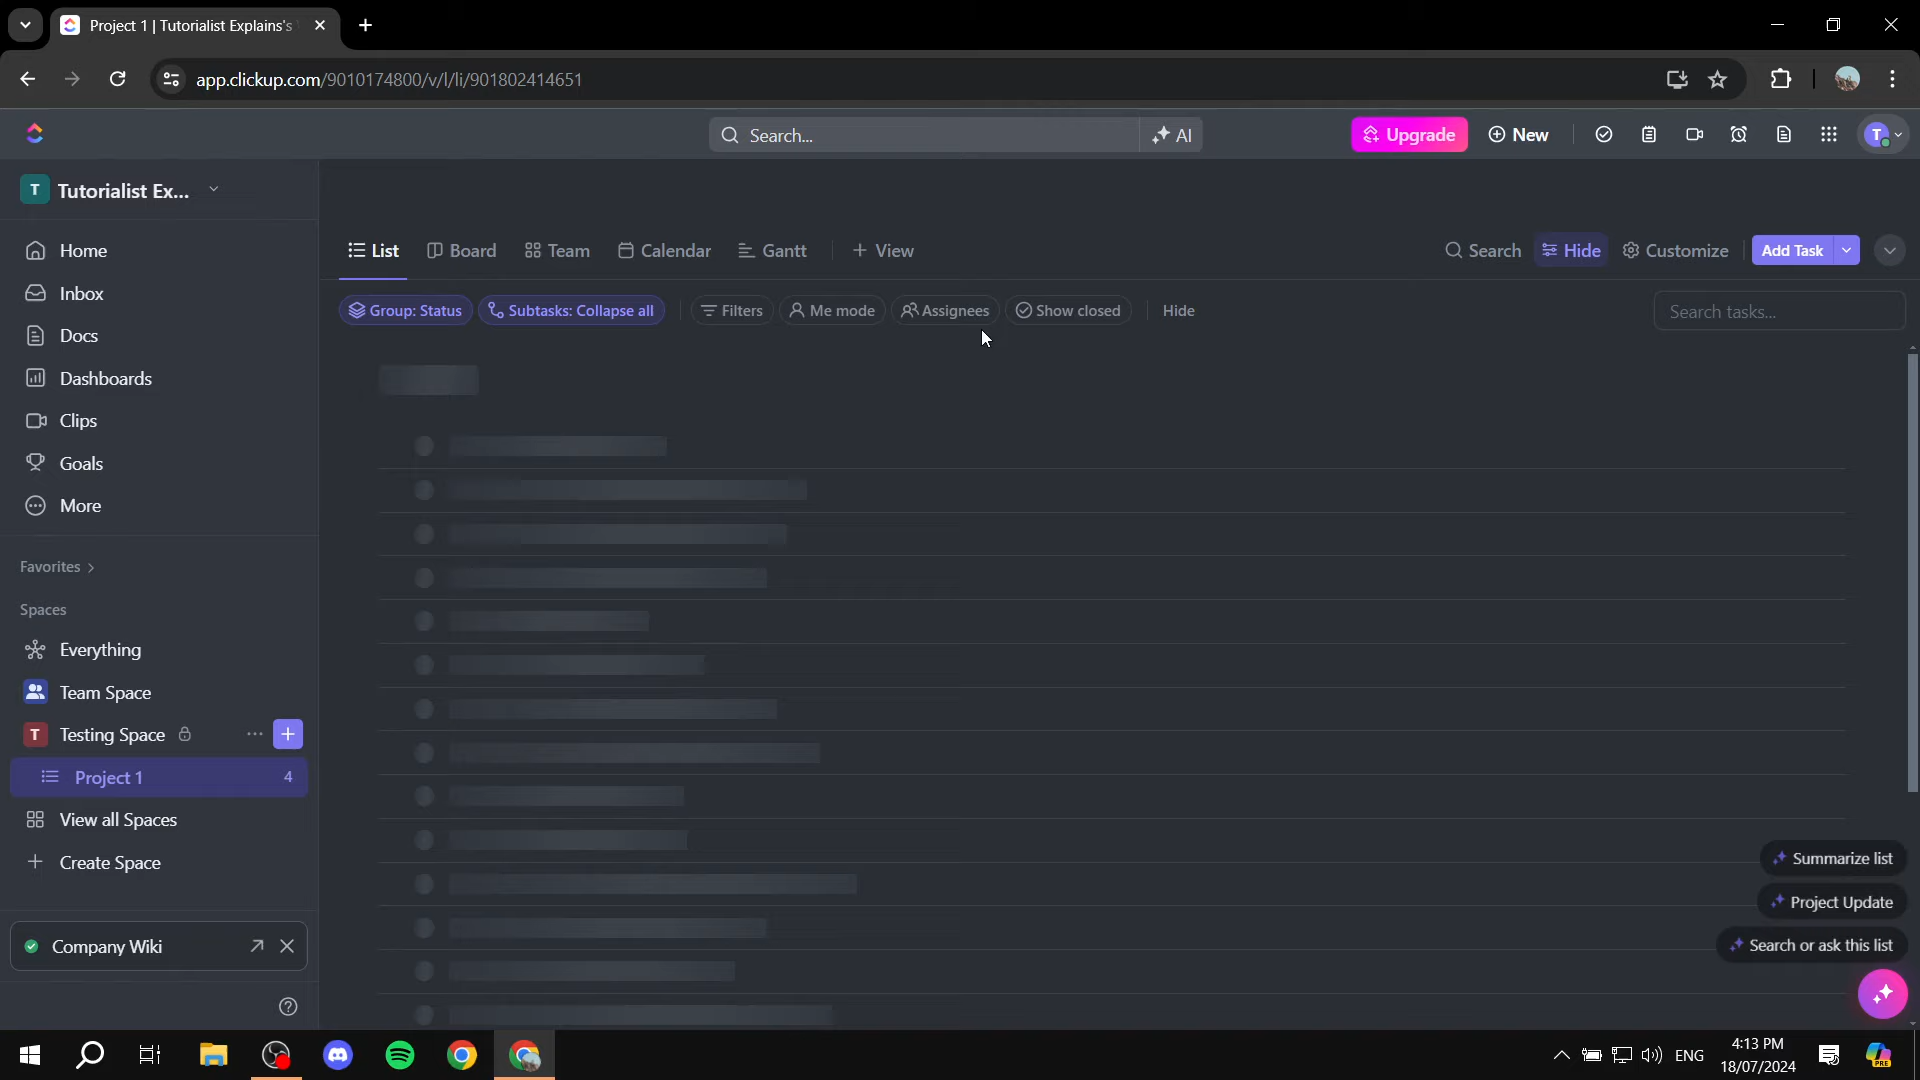 Project 1 | Tutorialist Explains's
app.clickup.com/9010174800/v/l/li/901802414651
Search...
AI
Upgrade
New
T
T Tutorialist Ex...
Home
Inbox
Docs
Dashboards
Clips
Goals
More
Favorites
Spaces
Everything
Team Space
T Testing Space
Project 1 4
View all Spaces
Create Space
Company Wiki
List Board Team Calendar Gantt View
Search Hide Customize Add Task
Group: Status Subtasks: Collapse all Filters Me mode Assignees Show closed Hide
Search tasks...
Summarize list
Project Update
Search or ask this list
ENG
4:13 PM
18/07/2024
PRE